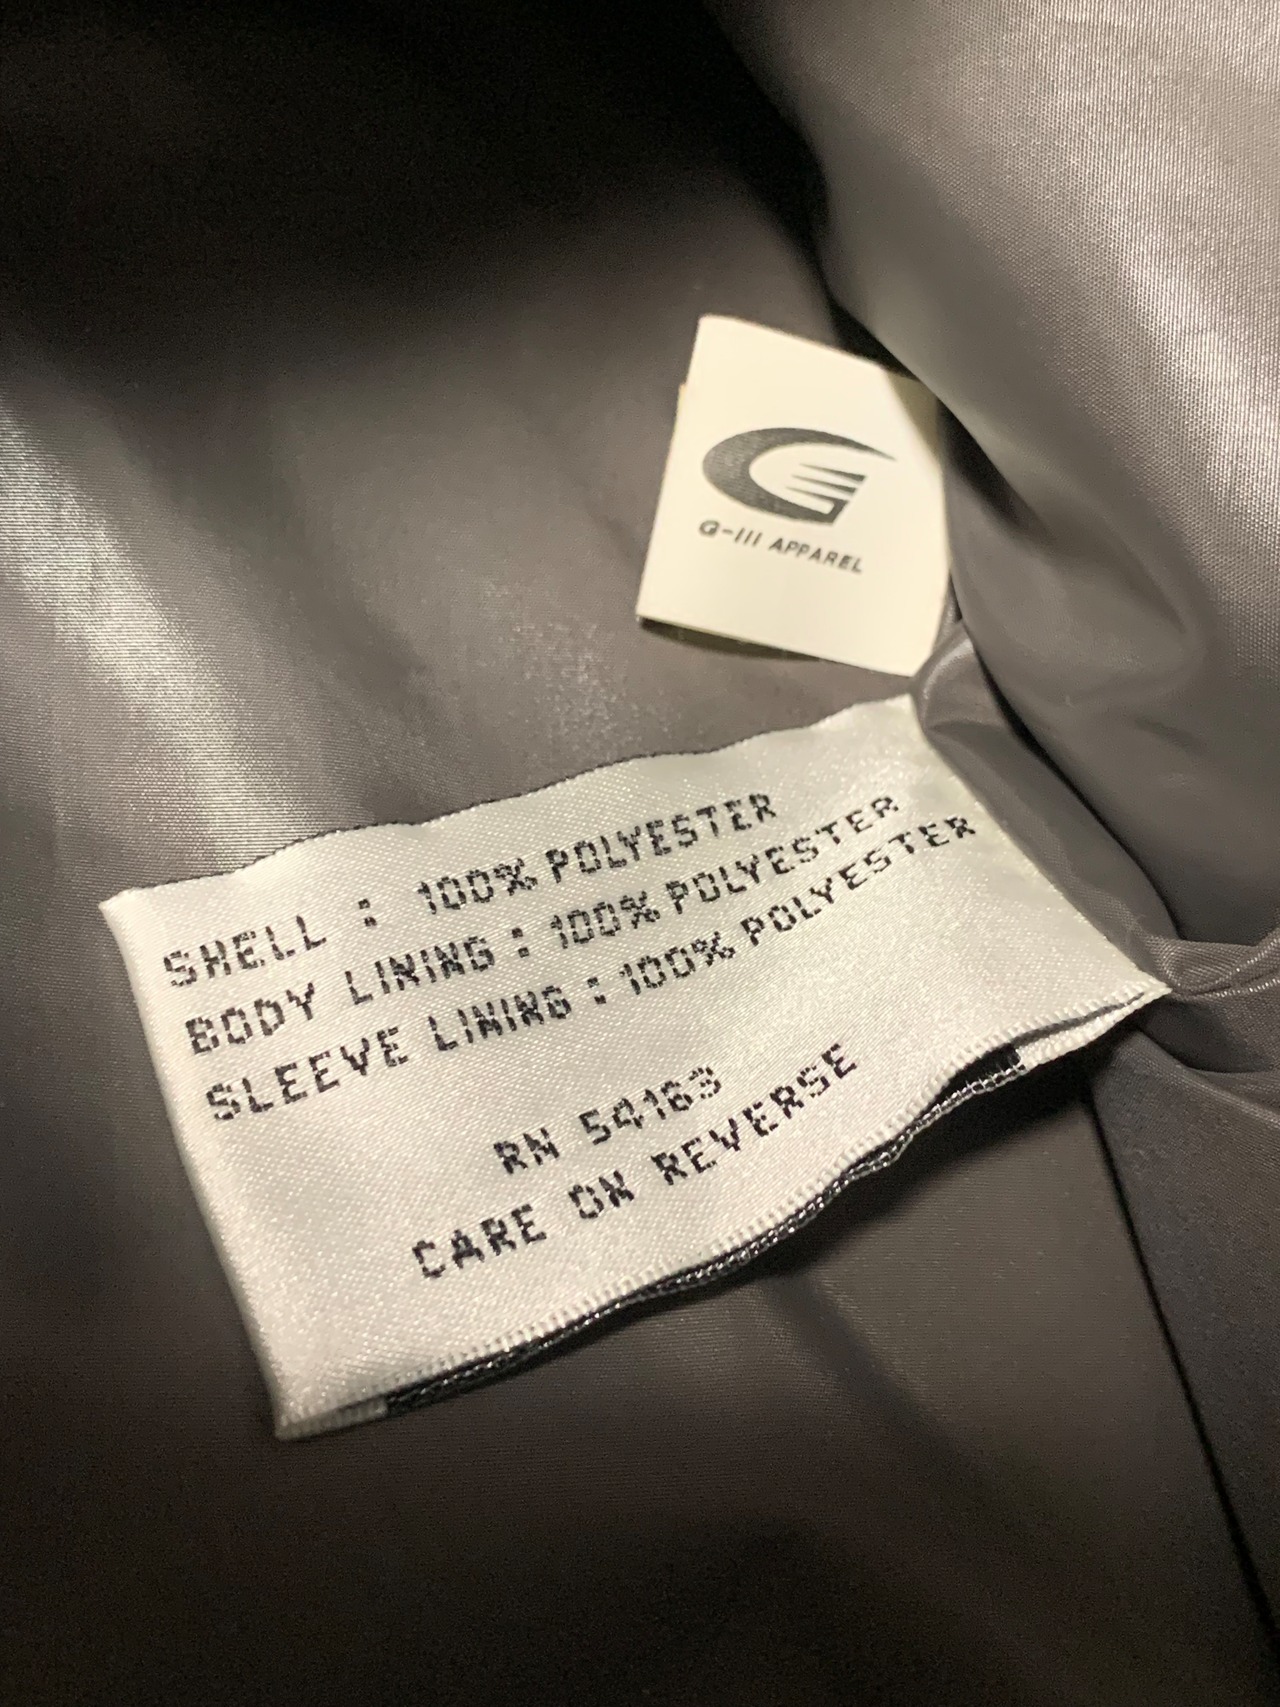 G-III APPAREL
SHELL : 100% POLYESTER
BODY LINING : 100% POLYESTER
SLEEVE LINING : 100% POLYESTER
RN 54163
CARE ON REVERSE